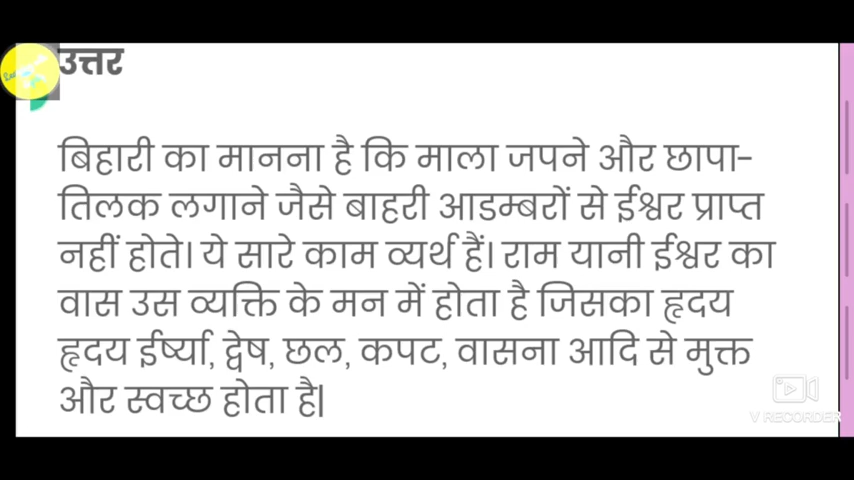 उत्तर
बिहारी का मानना है कि माला जपने और छापा-
तिलक लगाने जैसे बाहरी आडम्बरों से ईश्वर प्राप्त
नहीं होते। ये सारे काम व्यर्थ हैं। राम यानी ईश्वर का
वास उस व्यक्ति के मन में होता है जिसका हृदय
हृदय ईर्ष्या, द्वेष, छल, कपट, वासना आदि से मुक्त
और स्वच्छ होता है|
V RECORDER